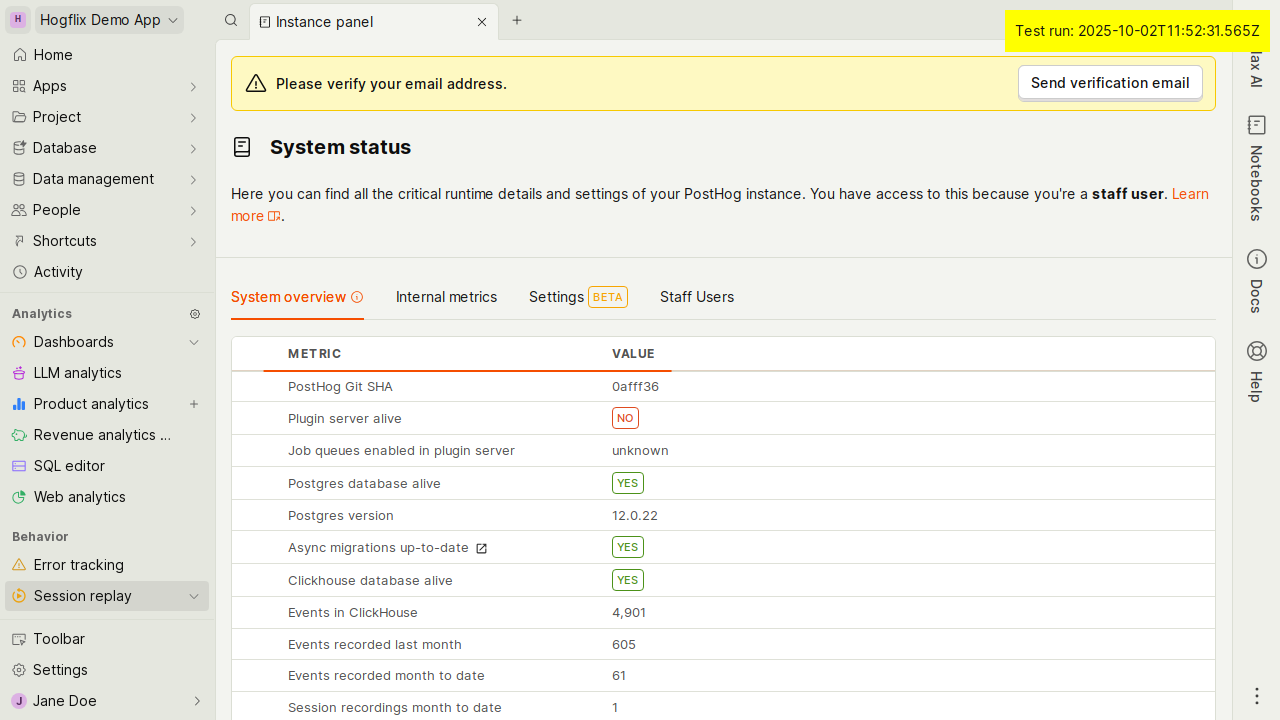 H Hogflix Demo App
Instance panel
Test run: 2025-10-02T11:52:31.565Z
Home
Apps
Project
Database
Data management
People
Shortcuts
Activity
Analytics
Dashboards
LLM analytics
Product analytics
Revenue analytics ...
SQL editor
Web analytics
Behavior
Error tracking
Session replay
Toolbar
Settings
J Jane Doe
Please verify your email address.
Send verification email
System status
Here you can find all the critical runtime details and settings of your PostHog instance. You have access to this because you're a staff user. Learn
more.
System overview
Internal metrics
Settings BETA
Staff Users
METRIC VALUE
PostHog Git SHA 0afff36
Plugin server alive NO
Job queues enabled in plugin server unknown
Postgres database alive YES
Postgres version 12.0.22
Async migrations up-to-date YES
Clickhouse database alive YES
Events in ClickHouse 4,901
Events recorded last month 605
Events recorded month to date 61
Session recordings month to date 1
AI
Notebooks
Docs
Help